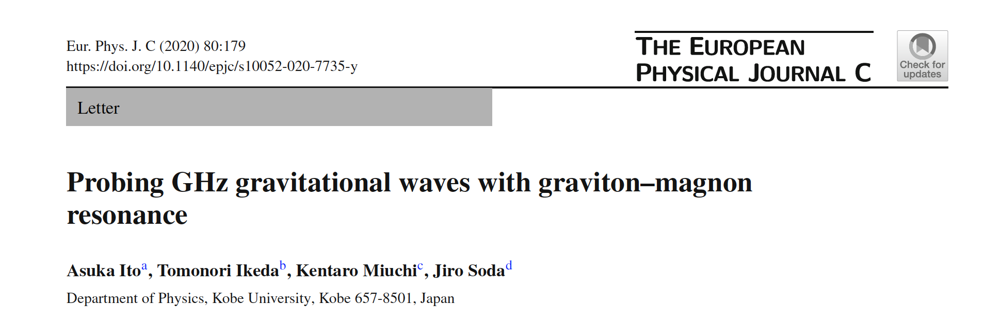 Eur. Phys. J. C (2020) 80:179
https://doi.org/10.1140/epjc/s10052-020-7735-y
THE EUROPEAN
PHYSICAL JOURNAL C
Check for
updates
Letter
Probing GHz gravitational waves with graviton–magnon
resonance
Asuka Ito^a, Tomonori Ikeda^b, Kentaro Miuchi^c, Jiro Soda^d
Department of Physics, Kobe University, Kobe 657-8501, Japan